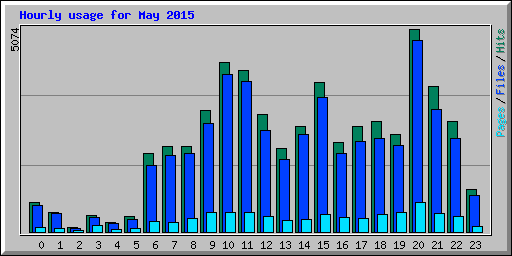 Hourly usage for May 2015
5074
Pages / Files / Hits
0 1 2 3 4 5 6 7 8 9 10 11 12 13 14 15 16 17 18 19 20 21 22 23